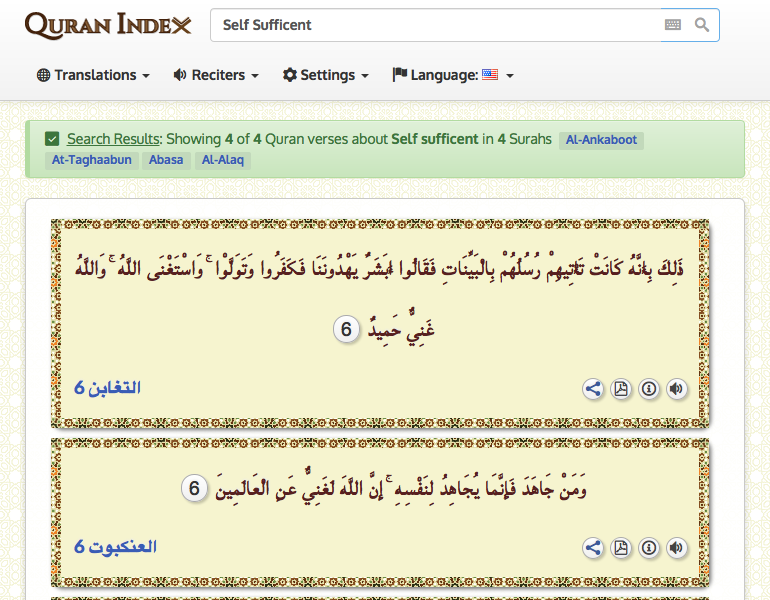 QURAN INDEX
Self Sufficent
Translations
Reciters
Settings
Language:
Search Results: Showing 4 of 4 Quran verses about Self sufficent in 4 Surahs Al-Ankaboot
At-Taghaabun Abasa Al-Alaq
ذَٰلِكَ بِأَنَّهُ كَانَتْ تَأْتِيهِمْ رُسُلُهُمْ بِالْبَيِّنَاتِ فَقَالُوا أَبَشَرٌ يَهْدُونَنَا فَكَفَرُوا وَتَوَلَّوْا ۚ وَاسْتَغْنَى اللَّهُ ۚ وَاللَّهُ
غَنِيٌّ حَمِيدٌ 6
التغابن 6
وَمَنْ جَاهَدَ فَإِنَّمَا يُجَاهِدُ لِنَفْسِهِ ۚ إِنَّ اللَّهَ لَغَنِيٌّ عَنِ الْعَالَمِينَ 6
العنكبوت 6